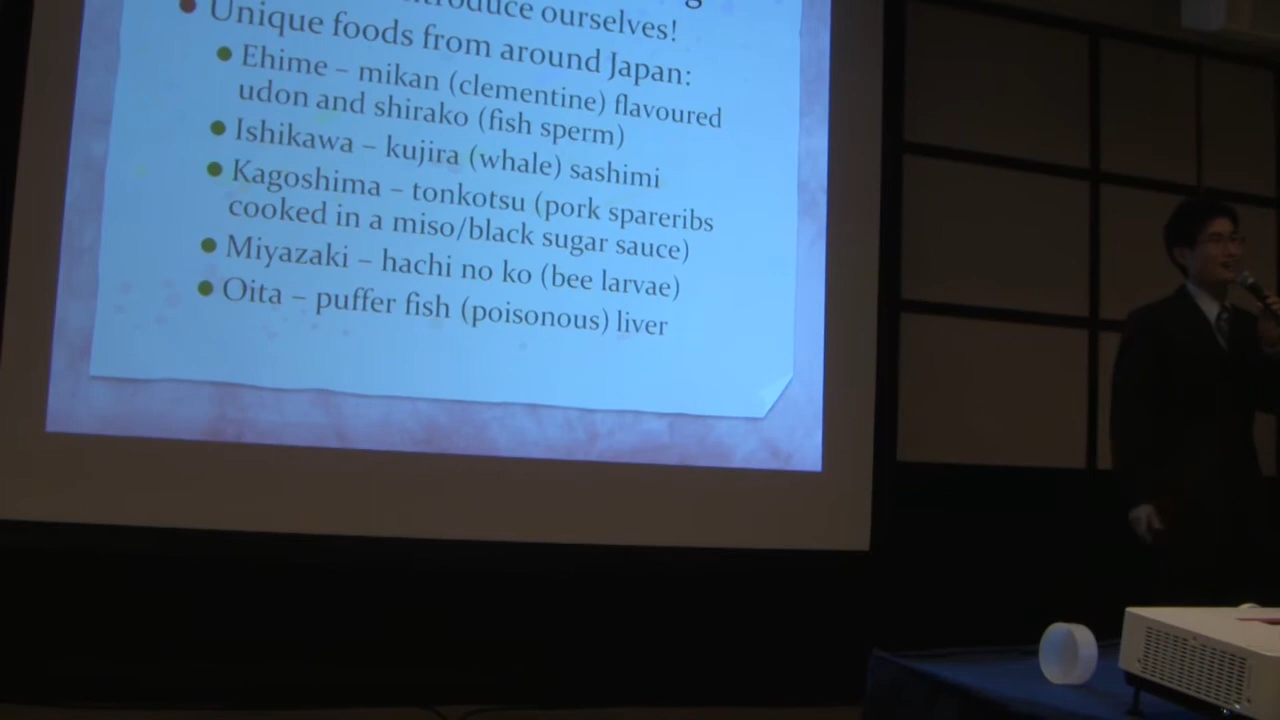 ourselves!
Unique foods from around Japan:
Ehime – mikan (clementine) flavoured
udon and shirako (fish sperm)
Ishikawa – kujira (whale) sashimi
Kagoshima – tonkotsu (pork spareribs
cooked in a miso/black sugar sauce)
Miyazaki – hachi no ko (bee larvae)
Oita – puffer fish (poisonous) liver